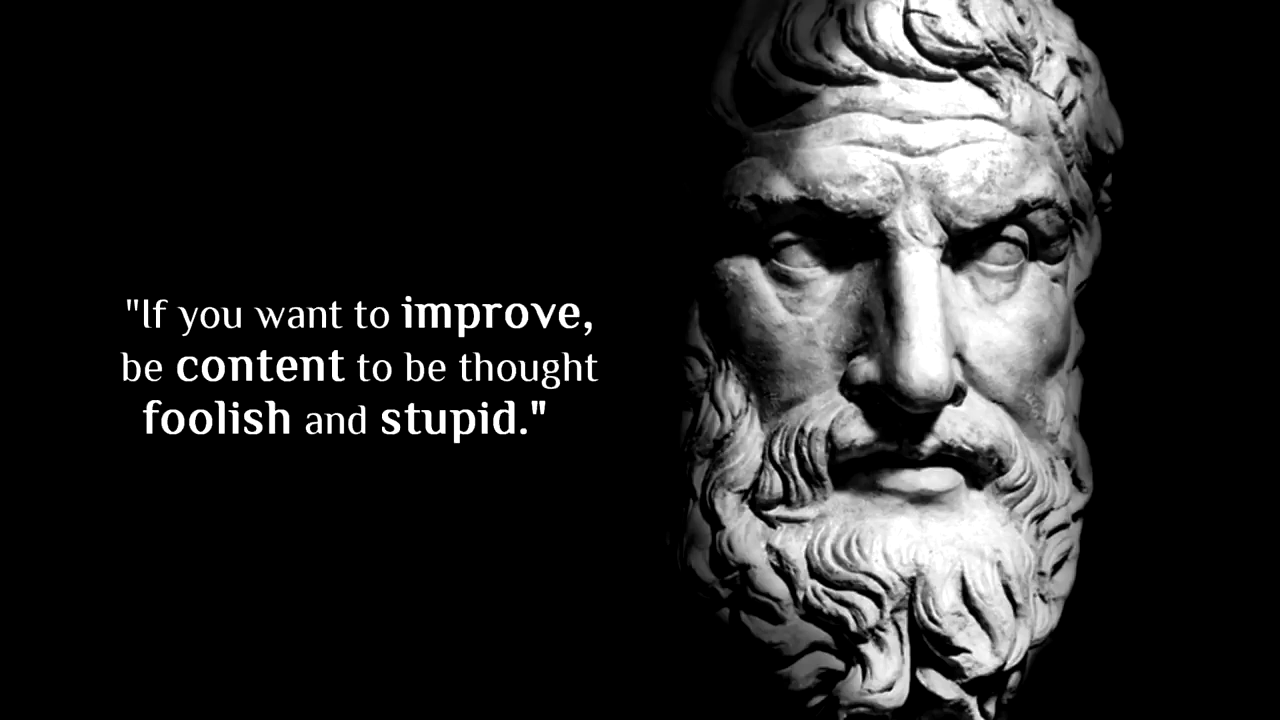 "If you want to improve,
be content to be thought
foolish and stupid."